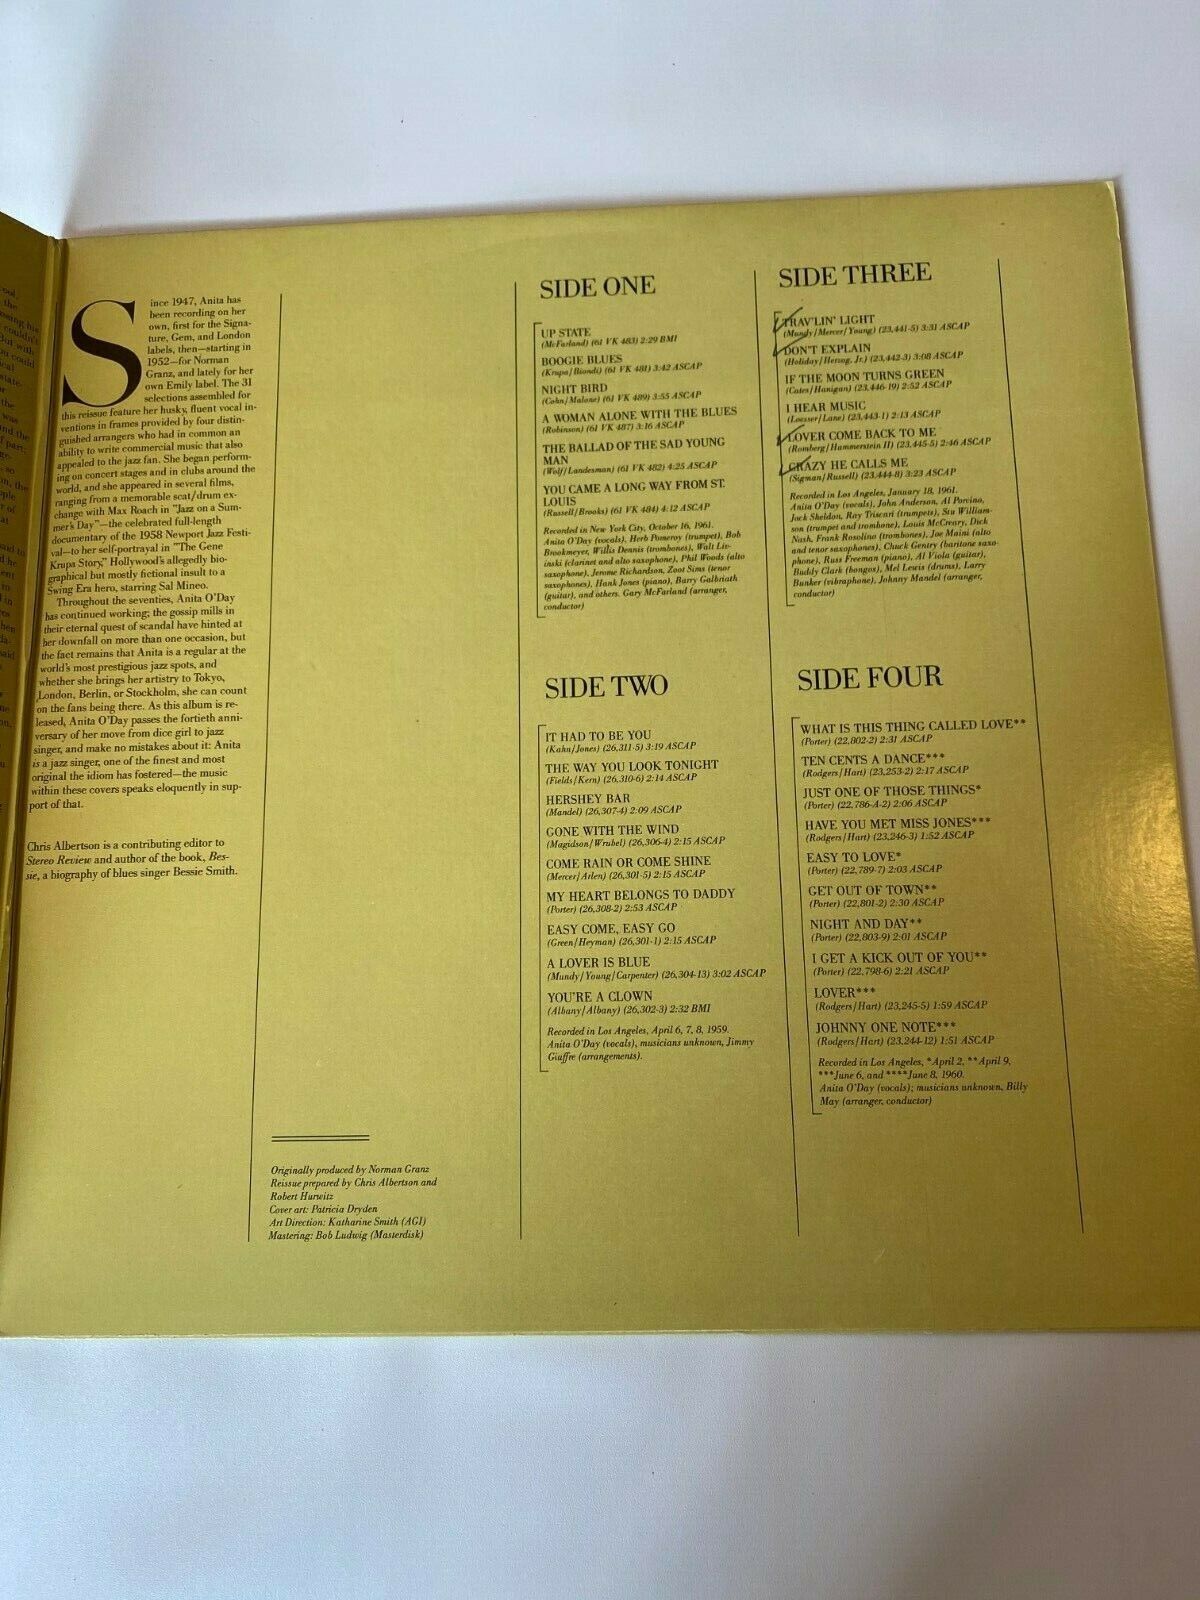 ool.
the
osing his
couldn't
But with
ou could
ical
state-
or
the
was
and the
f part:
ge-
so
on, the
ople
of
at
Since 1947, Anita has
been recording on her
own, first for the Signa-
ture, Gem, and London
labels, then—starting in
1952—for Norman
Granz, and lately for her
own Emily label. The 31
selections assembled for
this reissue feature her husky, fluent vocal in-
ventions in frames provided by four distin-
guished arrangers who had in common an
ability to write commercial music that also
appealed to the jazz fan. She began perform-
ing on concert stages and in clubs around the
world, and she appeared in several films,
ranging from a memorable scat/drum ex-
change with Max Roach in "Jazz on a Sum-
mer's Day"—the celebrated full-length
documentary of the 1958 Newport Jazz Festi-
val—to her self-portrayal in "The Gene
Krupa Story," Hollywood's allegedly bio-
graphical but mostly fictional insult to a
Swing Era hero, starring Sal Mineo.
Throughout the seventies, Anita O'Day
has continued working; the gossip mills in
their eternal quest of scandal have hinted at
her downfall on more than one occasion, but
the fact remains that Anita is a regular at the
world's most prestigious jazz spots, and
whether she brings her artistry to Tokyo,
London, Berlin, or Stockholm, she can count
on the fans being there. As this album is re-
leased, Anita O'Day passes the fortieth anni-
versary of her move from dice girl to jazz
singer, and make no mistakes about it: Anita
is a jazz singer, one of the finest and most
original the idiom has fostered—the music
within these covers speaks eloquently in sup-
port of that.
Chris Albertson is a contributing editor to
Stereo Review and author of the book, Bes-
sie, a biography of blues singer Bessie Smith.
Originally produced by Norman Granz
Reissue prepared by Chris Albertson and
Robert Hurwitz
Cover art: Patricia Dryden
Art Direction: Katharine Smith (AGI)
Mastering: Bob Ludwig (Masterdisk)
SIDE ONE
UP STATE
(McFarland) (61 VK 483) 2:29 BMI
BOOGIE BLUES
(Krupa/Biondi) (61 VK 481) 3:42 ASCAP
NIGHT BIRD
(Cohn/Malone) (61 VK 489) 3:55 ASCAP
A WOMAN ALONE WITH THE BLUES
(Robinson) (61 VK 487) 3:16 ASCAP
THE BALLAD OF THE SAD YOUNG
MAN
(Wolf/Landesman) (61 VK 482) 4:25 ASCAP
YOU CAME A LONG WAY FROM ST.
LOUIS
(Russell/Brooks) (61 VK 484) 4:12 ASCAP
Recorded in New York City, October 16, 1961.
Anita O'Day (vocals), Herb Pomeroy (trumpet), Bob
Brookmeyer, Willis Dennis (trombones), Walt Lev-
inski (clarinet and alto saxophone), Phil Woods (alto
saxophone), Jerome Richardson, Zoot Sims (tenor
saxophones), Hank Jones (piano), Barry Galbriath
(guitar), and others. Gary McFarland (arranger,
conductor)
SIDE TWO
IT HAD TO BE YOU
(Kahn/Jones) (26,311-5) 3:19 ASCAP
THE WAY YOU LOOK TONIGHT
(Fields/Kern) (26,310-6) 2:14 ASCAP
HERSHEY BAR
(Mandel) (26,307-4) 2:09 ASCAP
GONE WITH THE WIND
(Magidson/Wrubel) (26,306-4) 2:15 ASCAP
COME RAIN OR COME SHINE
(Mercer/Arlen) (26,301-5) 2:15 ASCAP
MY HEART BELONGS TO DADDY
(Porter) (26,308-2) 2:53 ASCAP
EASY COME, EASY GO
(Green/Heyman) (26,301-1) 2:15 ASCAP
A LOVER IS BLUE
(Mundy/Young/Carpenter) (26,304-13) 3:02 ASCAP
YOU'RE A CLOWN
(Albany/Albany) (26,302-3) 2:32 BMI
Recorded in Los Angeles, April 6, 7, 8, 1959.
Anita O'Day (vocals), musicians unknown, Jimmy
Giuffre (arrangements).
SIDE THREE
TRAV'LIN' LIGHT
(Mundy/Mercer/Young) (23,441-5) 3:31 ASCAP
DON'T EXPLAIN
(Holiday/Herzog, Jr.) (23,442-3) 3:08 ASCAP
IF THE MOON TURNS GREEN
(Cates/Hanigan) (23,446-19) 2:52 ASCAP
I HEAR MUSIC
(Loesser/Lane) (23,443-1) 2:13 ASCAP
LOVER COME BACK TO ME
(Romberg/Hammerstein II) (23,445-5) 2:46 ASCAP
CRAZY HE CALLS ME
(Sigman/Russell) (23,444-8) 3:23 ASCAP
Recorded in Los Angeles, January 18, 1961.
Anita O'Day (vocals), John Anderson, Al Porcino,
Jack Sheldon, Ray Triscari (trumpets), Stu William-
son (trumpet and trombone), Louis McCreary, Dick
Nash, Frank Rosolino (trombones), Joe Maini (alto
and tenor saxophones), Chuck Gentry (baritone saxo-
phone), Russ Freeman (piano), Al Viola (guitar),
Buddy Clark (bongos), Mel Lewis (drums), Larry
Bunker (vibraphone), Johnny Mandel (arranger,
conductor)
SIDE FOUR
WHAT IS THIS THING CALLED LOVE**
(Porter) (22,802-2) 2:31 ASCAP
TEN CENTS A DANCE***
(Rodgers/Hart) (23,253-2) 2:17 ASCAP
JUST ONE OF THOSE THINGS*
(Porter) (22,786-A-2) 2:06 ASCAP
HAVE YOU MET MISS JONES***
(Rodgers/Hart) (23,246-3) 1:52 ASCAP
EASY TO LOVE*
(Porter) (22,789-7) 2:03 ASCAP
GET OUT OF TOWN**
(Porter) (22,801-2) 2:30 ASCAP
NIGHT AND DAY**
(Porter) (22,803-9) 2:01 ASCAP
I GET A KICK OUT OF YOU**
(Porter) (22,798-6) 2:21 ASCAP
LOVER***
(Rodgers/Hart) (23,245-5) 1:59 ASCAP
JOHNNY ONE NOTE***
(Rodgers/Hart) (23,244-12) 1:51 ASCAP
Recorded in Los Angeles, *April 2, **April 9,
***June 6, and ****June 8, 1960.
Anita O'Day (vocals); musicians unknown, Billy
May (arranger, conductor)